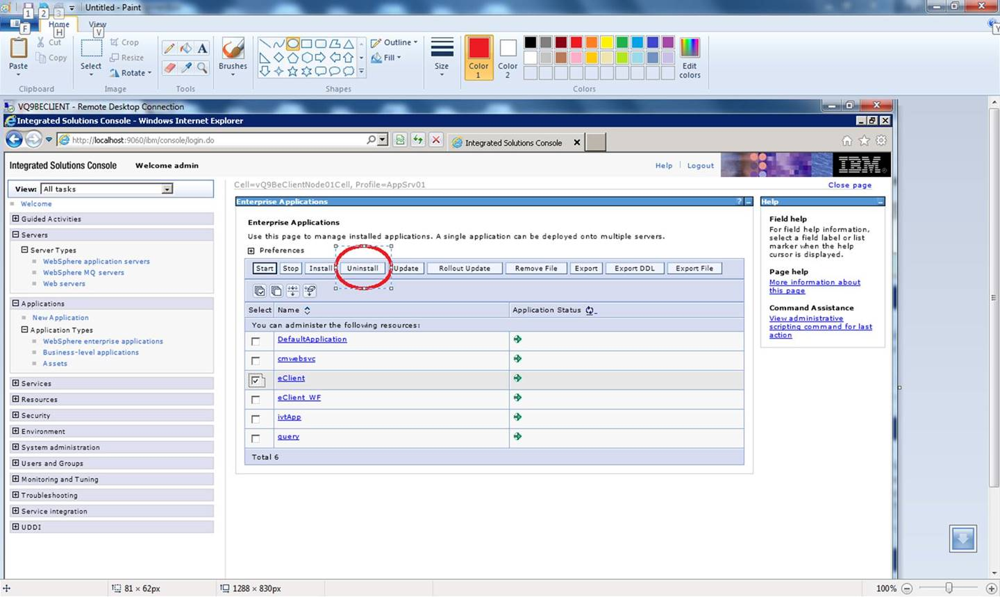 Untitled - Paint
1 2 3
F Home View
H V Y
Cut
Copy
Paste
Clipboard
Crop
Resize
Select Rotate
Image
A
Tools
Brushes
Outline
Fill
Shapes
Size
Color 1
Color 2
Edit colors
Colors
VQ9BECLIENT - Remote Desktop Connection
Integrated Solutions Console - Windows Internet Explorer
http://localhost:9060/ibm/console/login.do
Integrated Solutions Console
Integrated Solutions Console Welcome admin
Help Logout
IBM
View: All tasks
Welcome
Guided Activities
Servers
Server Types
WebSphere application servers
WebSphere MQ servers
Web servers
Applications
New Application
Application Types
WebSphere enterprise applications
Business-level applications
Assets
Services
Resources
Security
Environment
System administration
Users and Groups
Monitoring and Tuning
Troubleshooting
Service integration
UDDI
Cell=vQ9BeClientNode01Cell, Profile=AppSrv01
Close page
Enterprise Applications ?
Enterprise Applications
Use this page to manage installed applications. A single application can be deployed onto multiple servers.
Preferences
Start Stop Install Uninstall Update Rollout Update Remove File Export Export DDL Export File
Select Name Application Status
You can administer the following resources:
DefaultApplication
cmwebsvc
eClient
eClient_WF
ivtApp
query
Total 6
Help
Field help
For field help information,
select a field label or list
marker when the help
cursor is displayed.
Page help
More information about
this page
Command Assistance
View administrative
scripting command for last
action
81 × 62px
1288 × 830px
100%